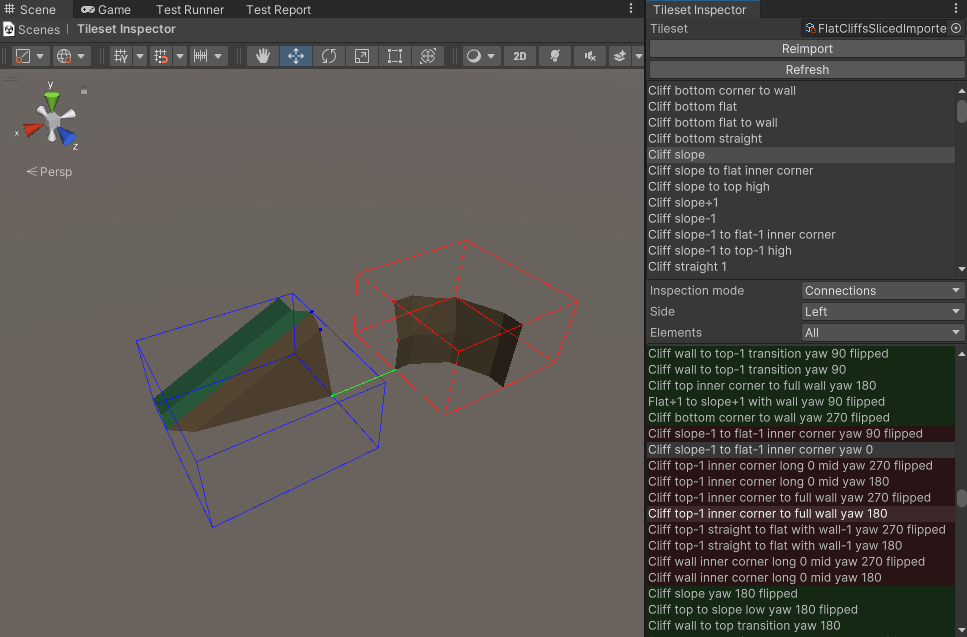 Scene
Game
Test Runner
Test Report
Scenes
Tileset Inspector
2D
y
x
z
Persp
Tileset Inspector
Tileset
FlatCliffsSlicedImporte
Reimport
Refresh
Cliff bottom corner to wall
Cliff bottom flat
Cliff bottom flat to wall
Cliff bottom straight
Cliff slope
Cliff slope to flat inner corner
Cliff slope to top high
Cliff slope+1
Cliff slope-1
Cliff slope-1 to flat-1 inner corner
Cliff slope-1 to top-1 high
Cliff straight 1
Inspection mode
Connections
Side
Left
Elements
All
Cliff wall to top-1 transition yaw 90 flipped
Cliff wall to top-1 transition yaw 90
Cliff top inner corner to full wall yaw 180
Flat+1 to slope+1 with wall yaw 90 flipped
Cliff bottom corner to wall yaw 270 flipped
Cliff slope-1 to flat-1 inner corner yaw 90 flipped
Cliff slope-1 to flat-1 inner corner yaw 0
Cliff top-1 inner corner long 0 mid yaw 270 flipped
Cliff top-1 inner corner long 0 mid yaw 180
Cliff top-1 inner corner to full wall yaw 270 flipped
Cliff top-1 inner corner to full wall yaw 180
Cliff top-1 straight to flat with wall-1 yaw 270 flipped
Cliff top-1 straight to flat with wall-1 yaw 180
Cliff wall inner corner long 0 mid yaw 270 flipped
Cliff wall inner corner long 0 mid yaw 180
Cliff slope yaw 180 flipped
Cliff top to slope low yaw 180 flipped
Cliff wall to top transition yaw 180